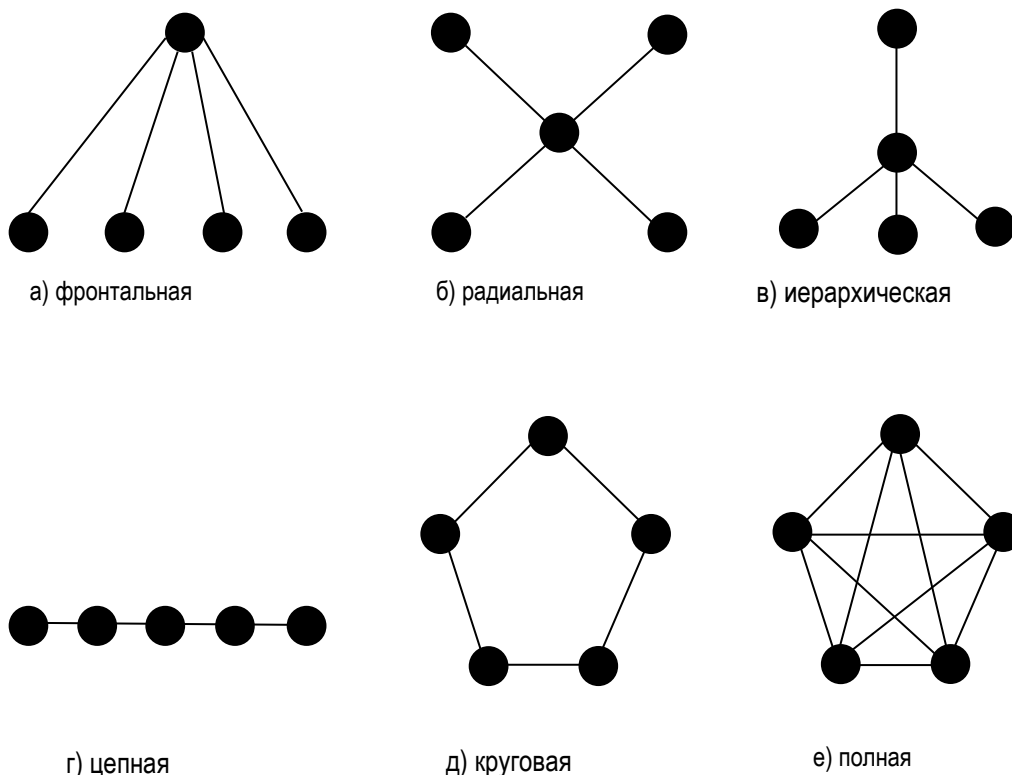 а) фронтальная
б) радиальная
в) иерархическая
г) цепная
д) круговая
е) полная